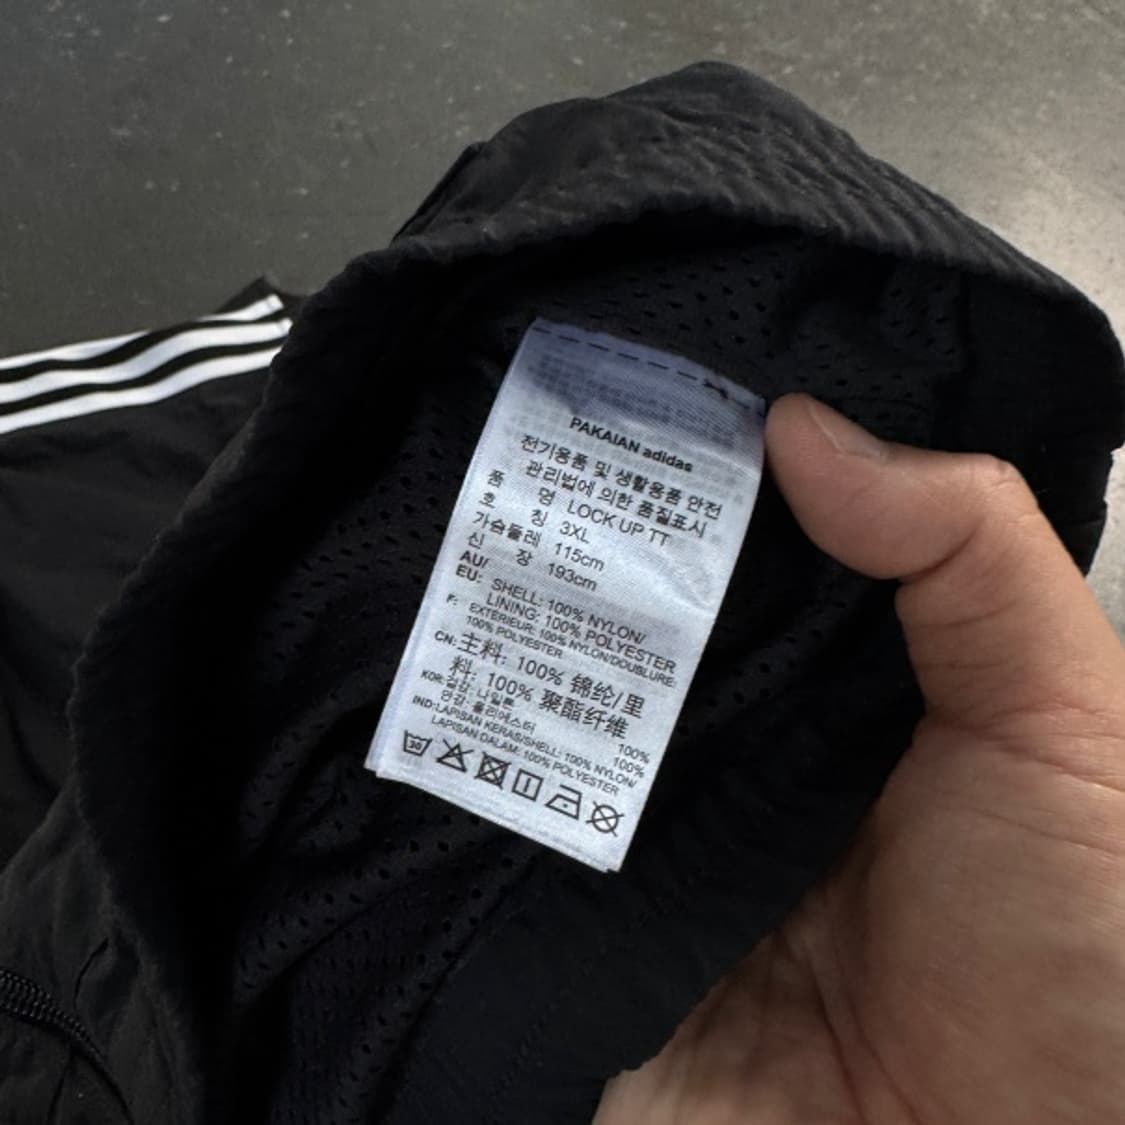 PAKAIAN adidas
전기용품 및 생활용품 안전
관리법에 의한 품질표시
품 명 LOCK UP TT
호 칭 3XL
가슴둘레 115cm
신 장 193cm
AU/
EU: SHELL: 100% NYLON/
LINING: 100% POLYESTER
F: EXTERIEUR: 100% NYLON/DOUBLURE:
100% POLYESTER
CN: 主料: 100% 锦纶/里
料: 100% 聚酯纤维
KOR: 겉감: 나일론 100%
안감: 폴리에스터 100%
IND: LAPISAN KERAS/SHELL: 100% NYLON/
LAPISAN DALAM: 100% POLYESTER
30